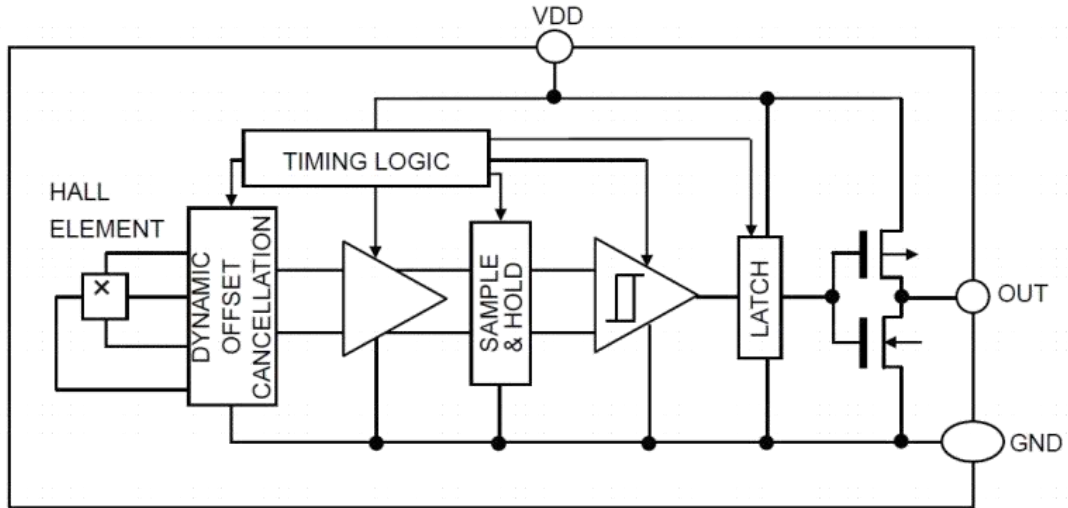 VDD
TIMING LOGIC
HALL
ELEMENT
DYNAMIC
OFFSET
CANCELLATION
SAMPLE
& HOLD
LATCH
OUT
GND